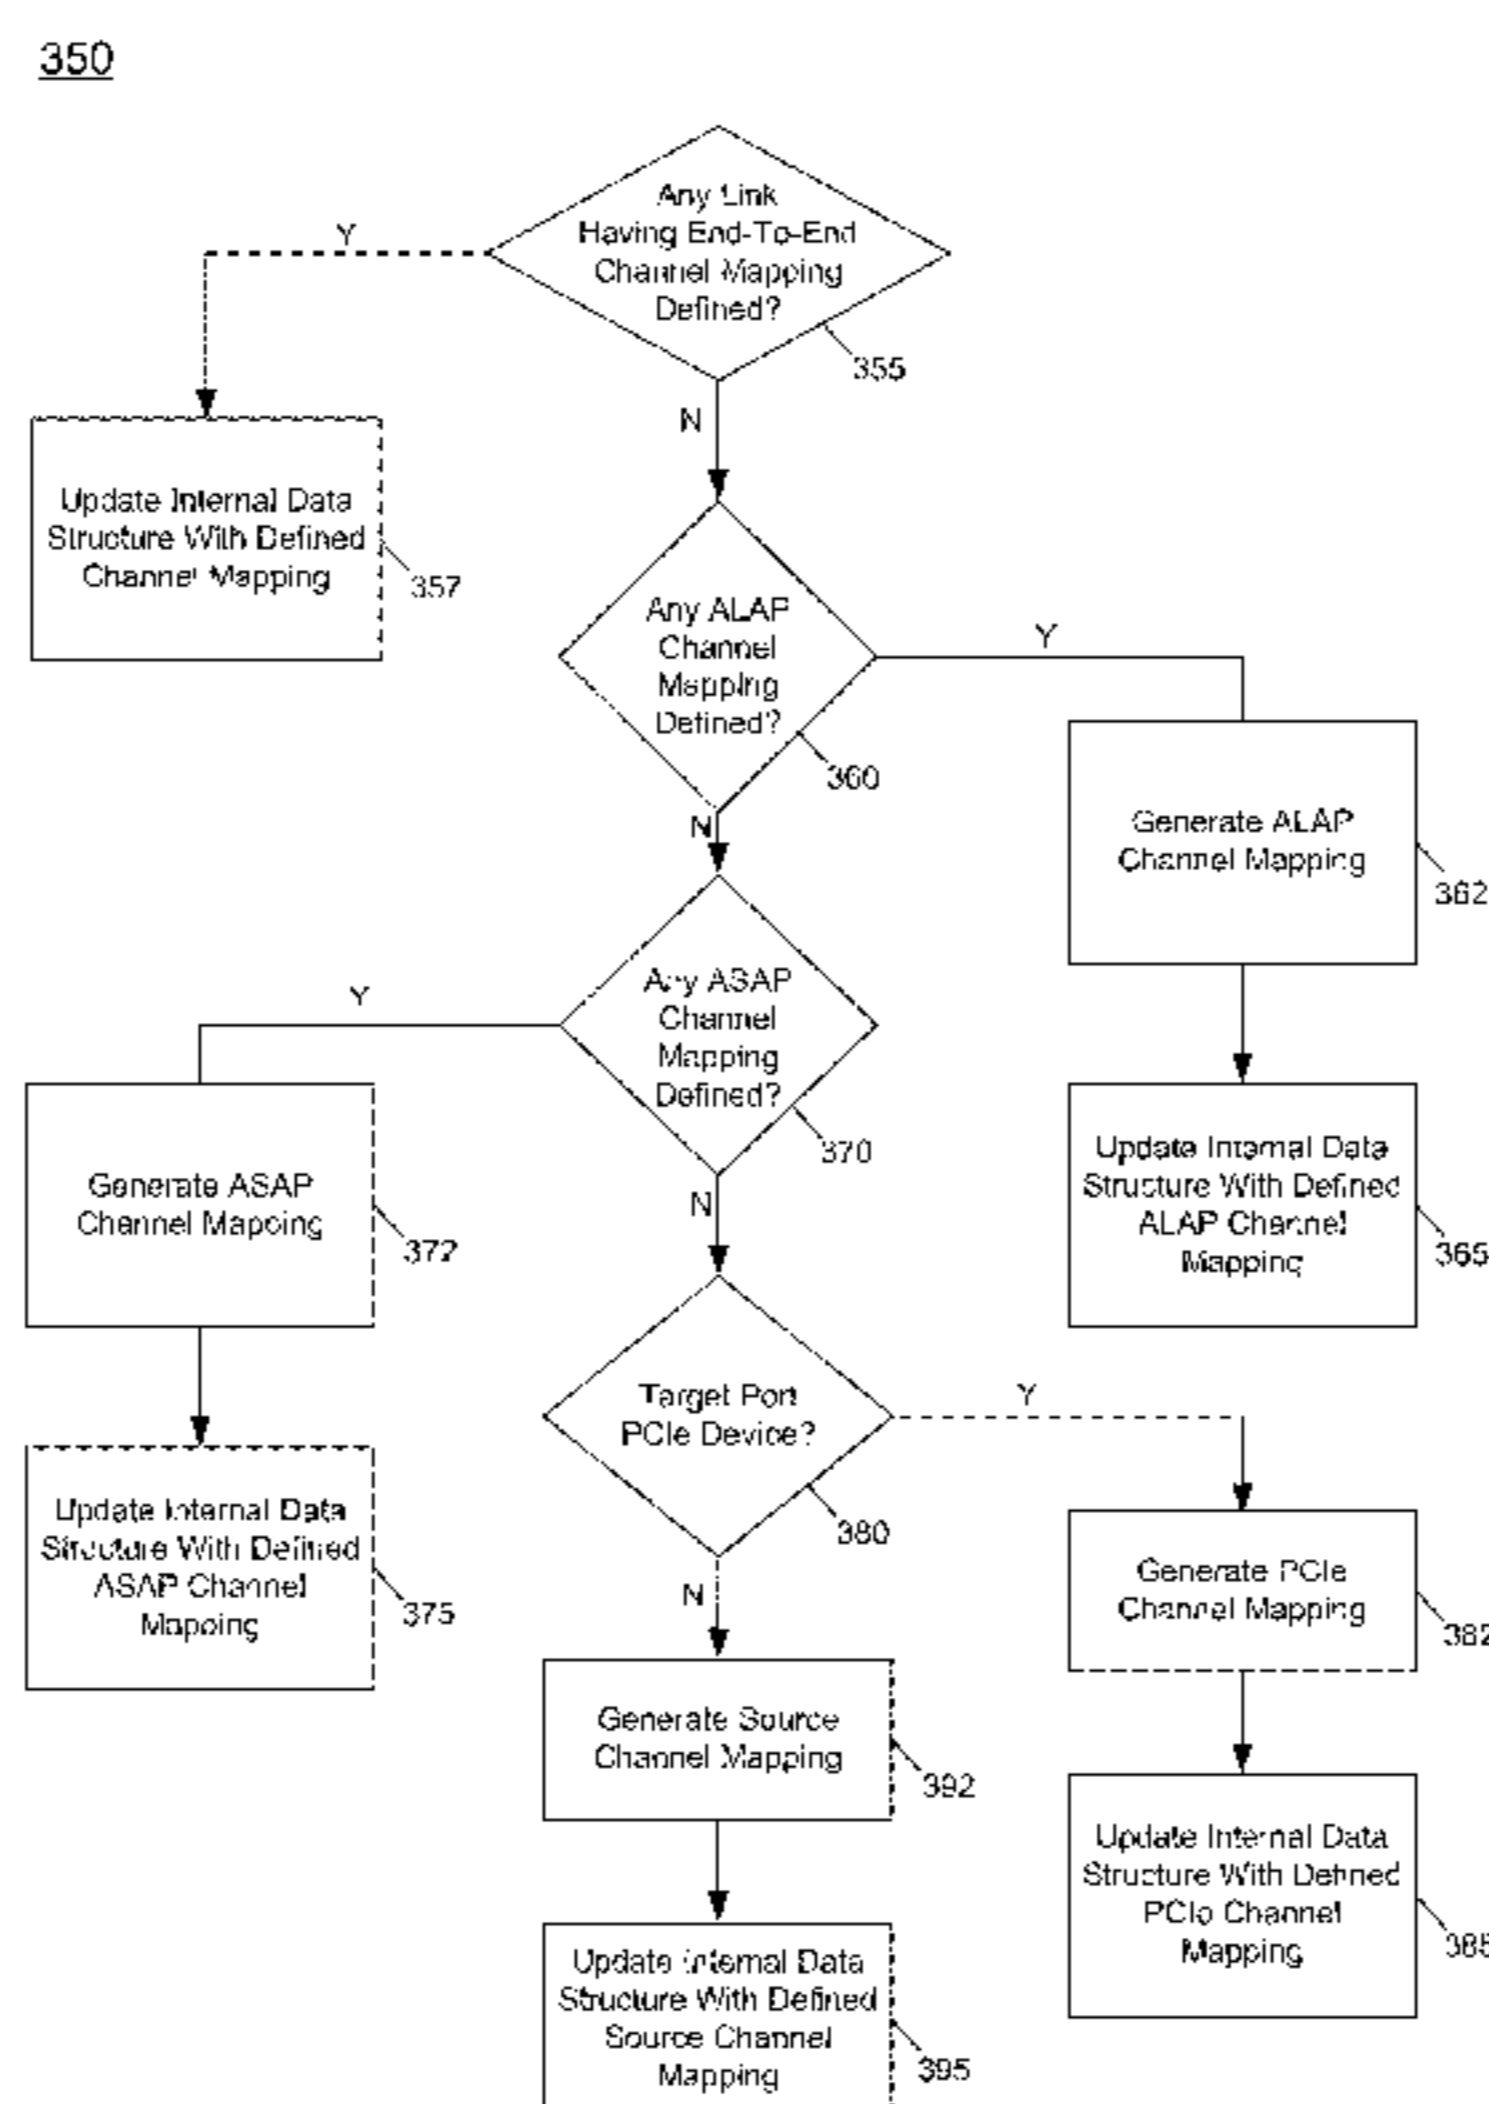 350
Any Link
Having End-To-End
Channel Mapping
Defined?
Y
355
N
Update Internal Data
Structure With Defined
Channel Mapping
357
Any ALAP
Channel
Mapping
Defined?
Y
360
N
Generate ALAP
Channel Mapping
362
Any ASAP
Channel
Mapping
Defined?
Y
370
N
Generate ASAP
Channel Mapping
372
Update Internal Data
Structure With Defined
ALAP Channel
Mapping
365
Target Port
PCIe Device?
Y
380
N
Update Internal Data
Structure With Defined
ASAP Channel
Mapping
375
Generate PCIe
Channel Mapping
382
Generate Source
Channel Mapping
392
Update Internal Data
Structure With Defined
PCIe Channel
Mapping
385
Update Internal Data
Structure With Defined
Source Channel
Mapping
395